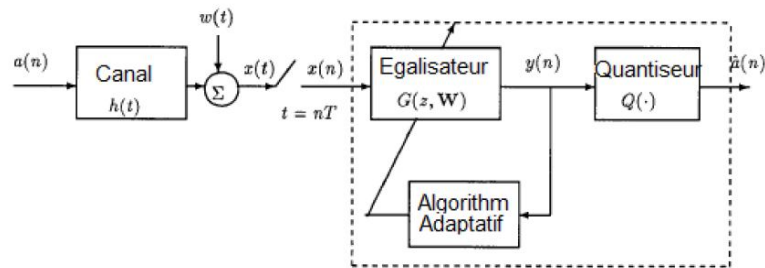 w(t)
a(n)
Canal
h(t)
Σ
x(t)
x(n)
t = nT
Egalisateur
G(z, W)
y(n)
Quantiseur
Q(·)
â(n)
Algorithm
Adaptatif